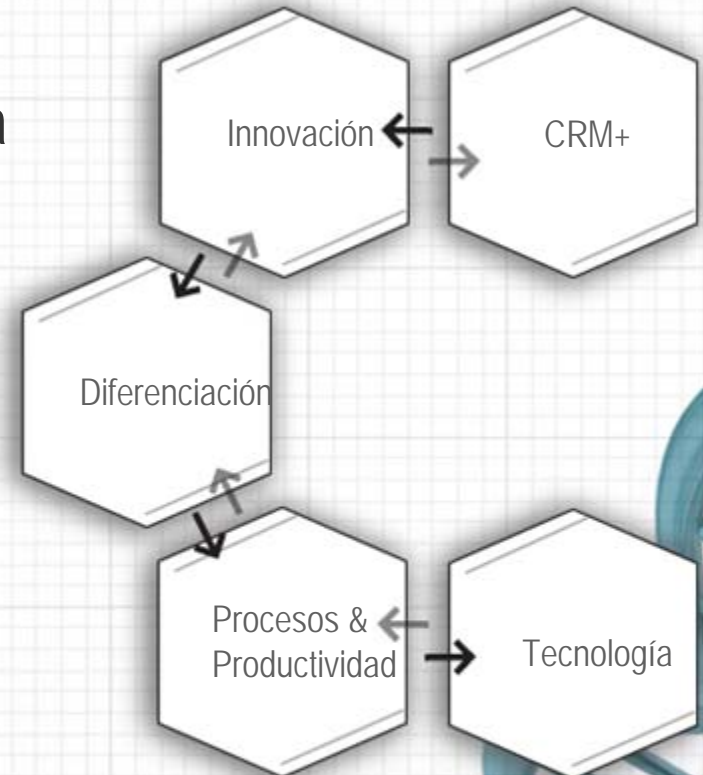 Innovación
CRM+
Diferenciación
Procesos &
Productividad
Tecnología